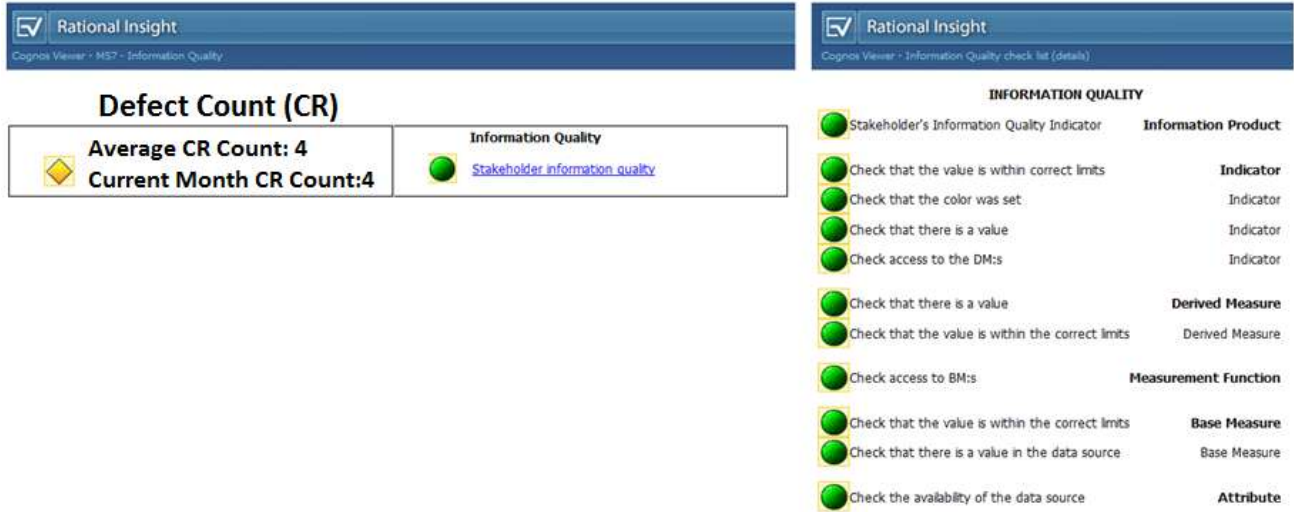 Rational Insight
Cognos Viewer - MS7 - Information Quality
Defect Count (CR)
Average CR Count: 4
Current Month CR Count:4
Information Quality
Stakeholder information quality
Rational Insight
Cognos Viewer - Information Quality check list (details)
INFORMATION QUALITY
Stakeholder's Information Quality Indicator Information Product
Check that the value is within correct limits Indicator
Check that the color was set Indicator
Check that there is a value Indicator
Check access to the DM:s Indicator
Check that there is a value Derived Measure
Check that the value is within the correct limits Derived Measure
Check access to BM:s Measurement Function
Check that the value is within the correct limits Base Measure
Check that there is a value in the data source Base Measure
Check the availability of the data source Attribute